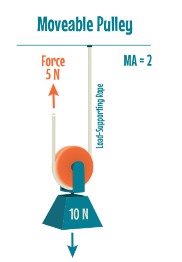 Moveable Pulley
Force
5 N
MA = 2
Load-Supporting Rope
10 N